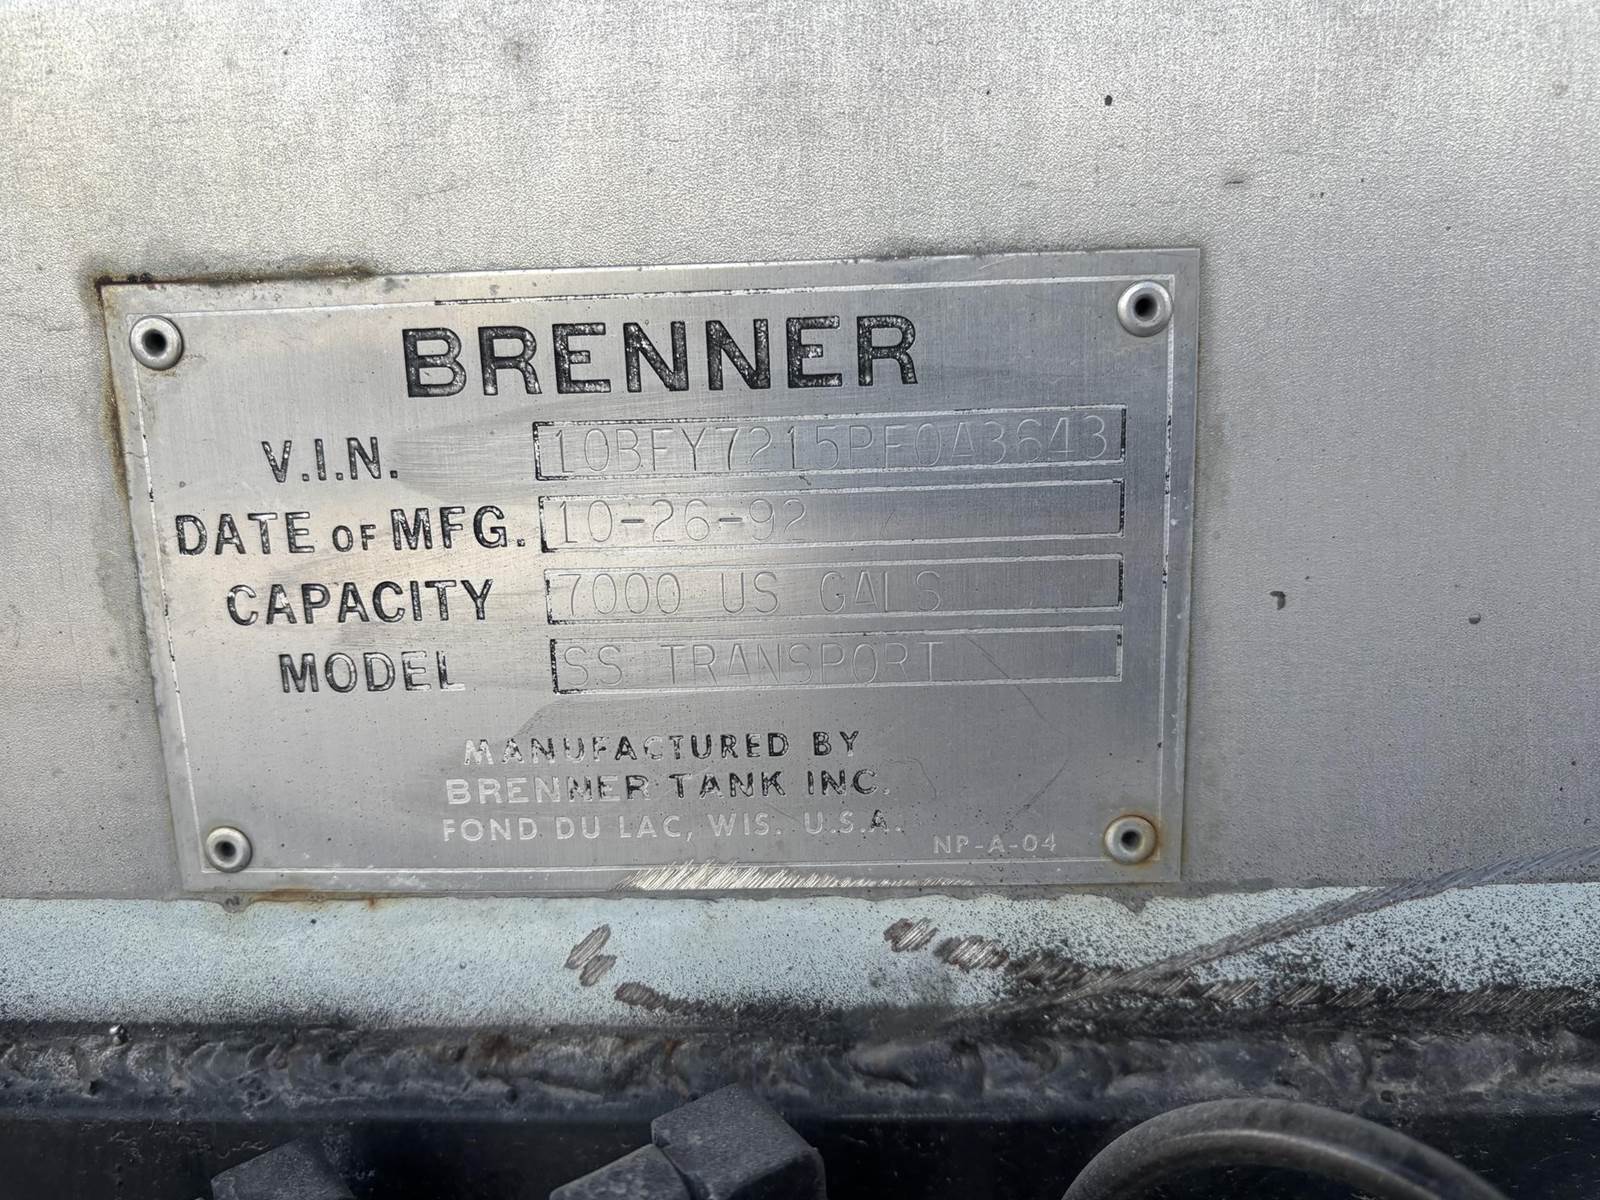 BRENNER
V.I.N. 10BFY7215PF0A3643
DATE OF MFG. 10-26-92
CAPACITY 7000 US GALS
MODEL SS TRANSPORT
MANUFACTURED BY
BRENNER TANK INC.
FOND DU LAC, WIS. U.S.A.
NP-A-04